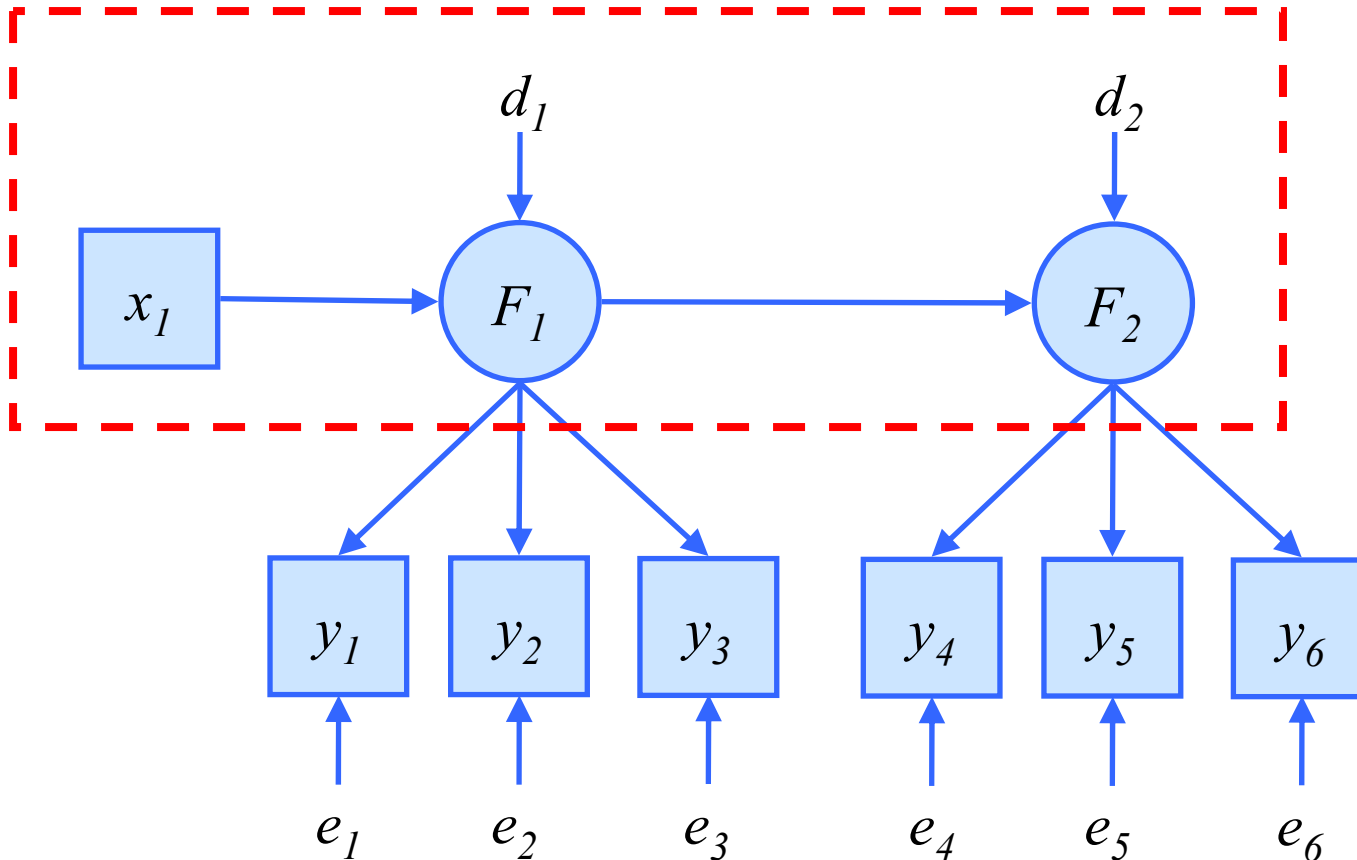 d₁ d₂
x₁ F₁ F₂
y₁ y₂ y₃ y₄ y₅ y₆
e₁ e₂ e₃ e₄ e₅ e₆